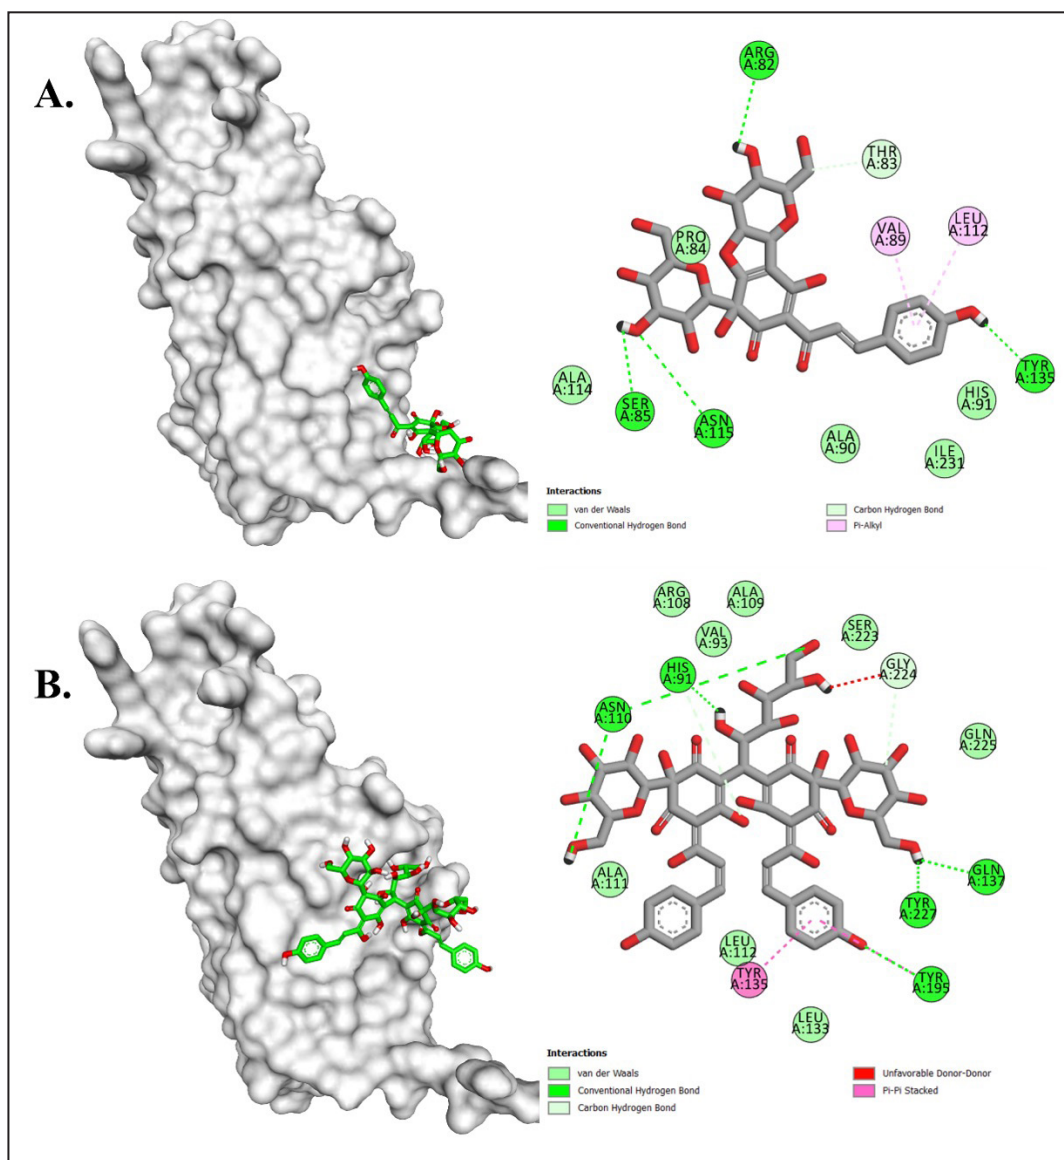 A.
ARG
A:82
THR
A:83
LEU
A:112
VAL
A:89
PRO
A:84
TYR
A:135
ALA
A:114
SER
A:85
ASN
A:115
HIS
A:91
ALA
A:90
ILE
A:231
Interactions
van der Waals
Conventional Hydrogen Bond
Carbon Hydrogen Bond
Pi-Alkyl
B.
ARG
A:108
ALA
A:109
VAL
A:93
SER
A:223
HIS
A:91
GLY
A:224
ASN
A:110
GLN
A:225
ALA
A:111
GLN
A:137
TYR
A:227
LEU
A:112
TYR
A:135
TYR
A:195
LEU
A:133
Interactions
van der Waals
Conventional Hydrogen Bond
Carbon Hydrogen Bond
Unfavorable Donor-Donor
Pi-Pi Stacked